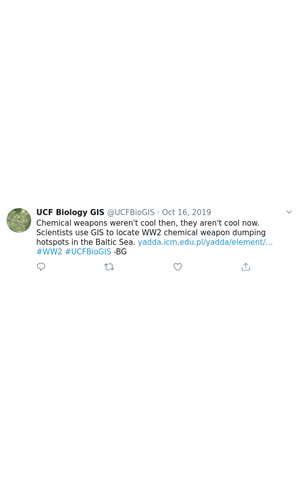 UCF Biology GIS @UCFBioGIS · Oct 16, 2019
Chemical weapons weren't cool then, they aren't cool now.
Scientists use GIS to locate WW2 chemical weapon dumping
hotspots in the Baltic Sea. yadda.icm.edu.pl/yadda/element/...
#WW2 #UCFBioGIS -BG